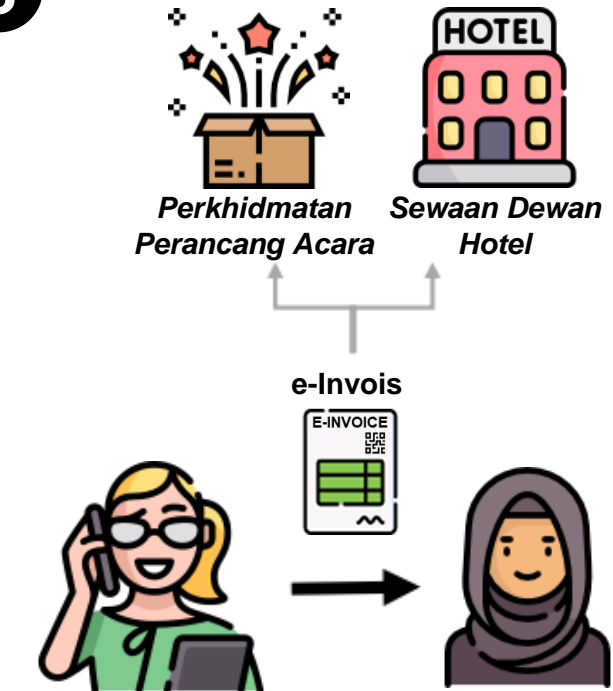 HOTEL
Perkhidmatan
Perancang Acara
Sewaan Dewan
Hotel
e-Invois
E-INVOICE